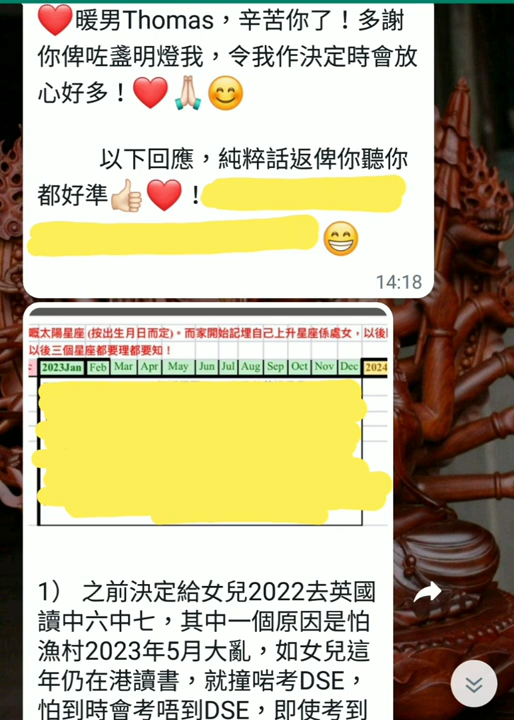 ❤️暖男Thomas，辛苦你了！多謝
你俾咗盞明燈我，令我作決定時會放
心好多！❤️🙏🏻😊
以下回應，純粹話返俾你聽你
都好準👍🏻❤️！
😁
14:18
嘅太陽星座 (按出生月日而定)。而家開始記埋自己上升星座係處女，以後
以後三個星座都要理都要知！
2023Jan Feb Mar Apr May Jun Jul Aug Sep Oct Nov Dec 2024
1） 之前決定給女兒2022去英國
讀中六中七，其中一個原因是怕
漁村2023年5月大亂，如女兒這
年仍在港讀書，就撞啱考DSE，
怕到時會考唔到DSE，即使考到